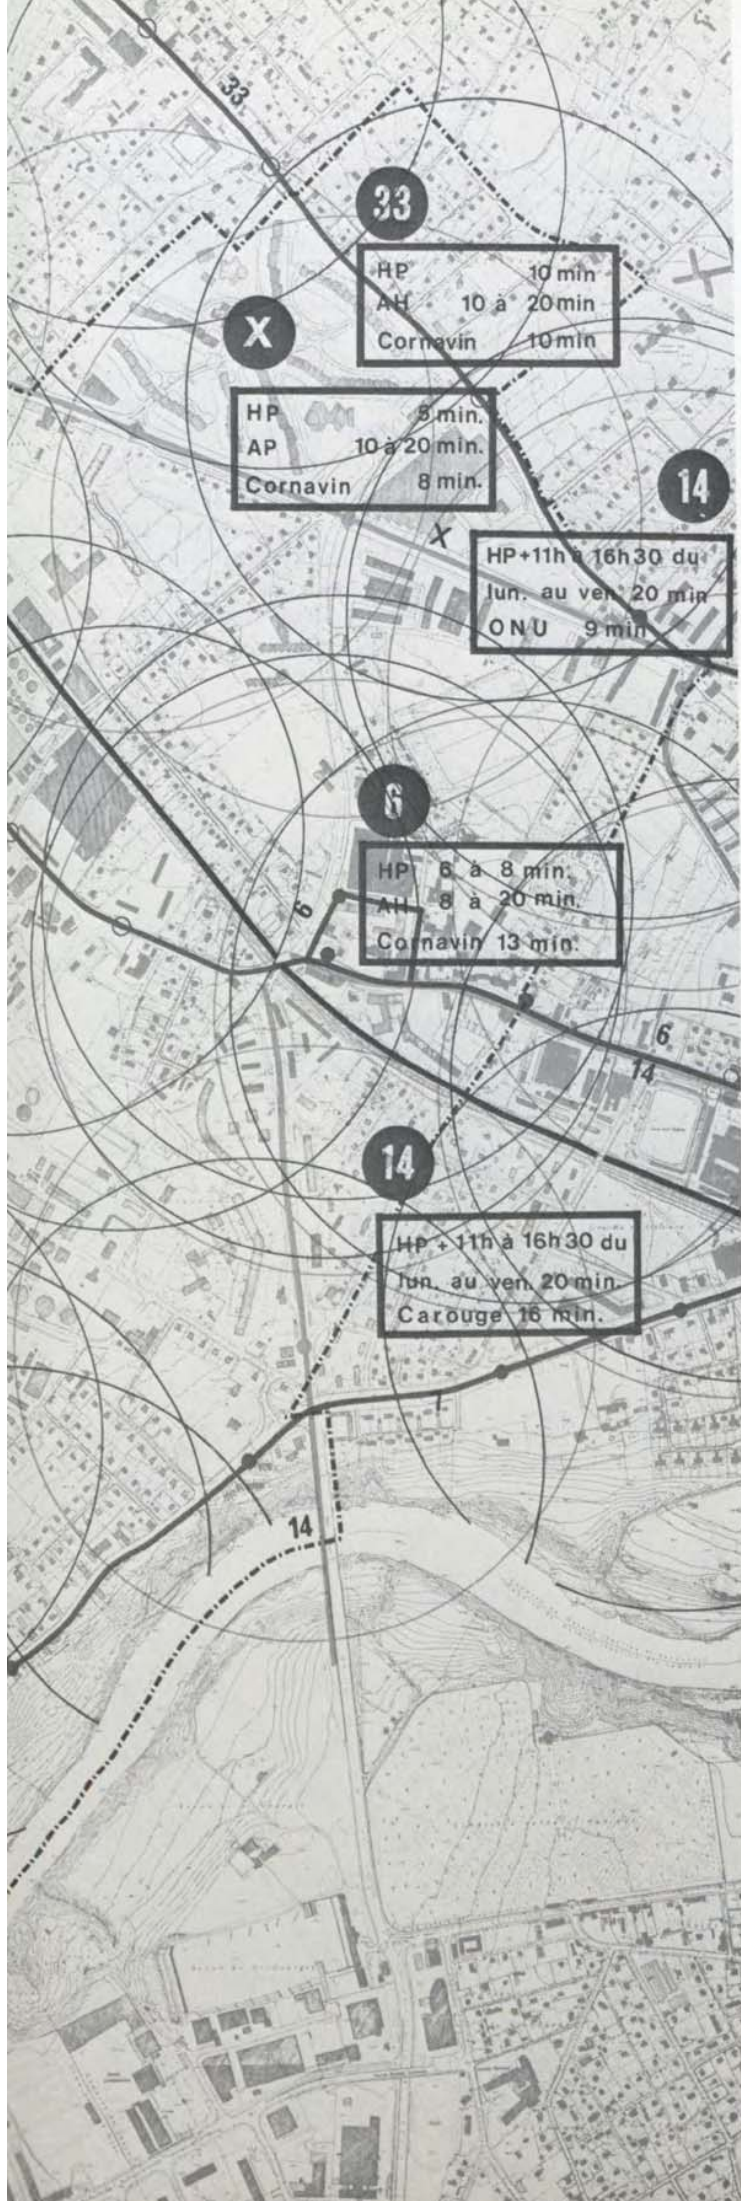 33
33
HP 10 min
AH 10 à 20 min
Cornavin 10 min
X
HP 5 min.
AP 10 à 20 min.
Cornavin 8 min.
14
X
HP+11h à 16h30 du
lun. au ven. 20 min
ONU 9 min
6
HP 6 à 8 min.
AH 8 à 20 min.
Cornavin 13 min.
6
6
14
14
HP + 11h à 16h30 du
lun. au ven. 20 min.
Carouge 16 min.
14